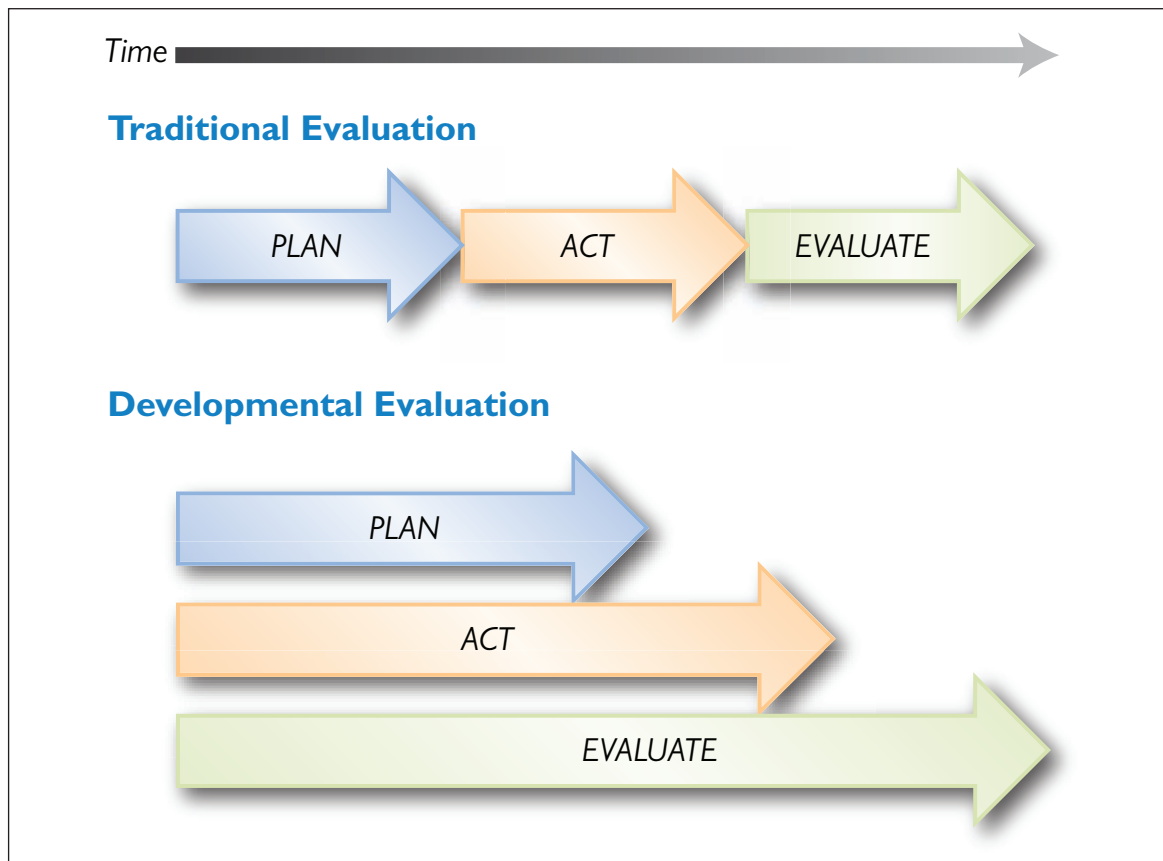 Time
Traditional Evaluation
PLAN
ACT
EVALUATE
Developmental Evaluation
PLAN
ACT
EVALUATE